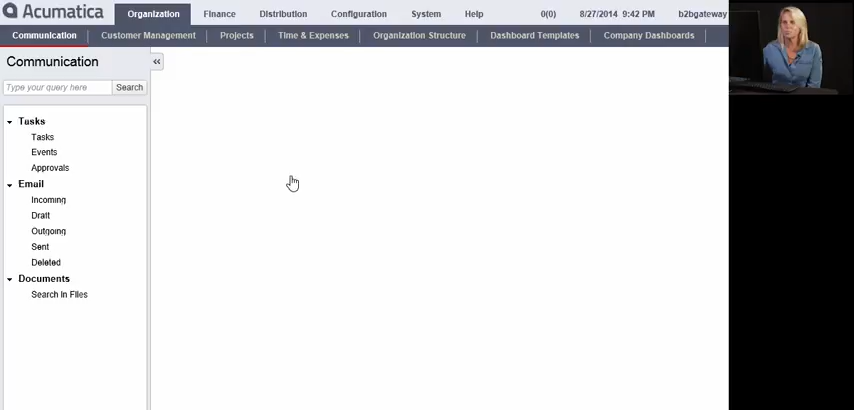 Acumatica Organization Finance Distribution Configuration System Help 0(0) 8/27/2014 9:42 PM b2bgateway
Communication Customer Management Projects Time & Expenses Organization Structure Dashboard Templates Company Dashboards
Communication
Type your query here Search
Tasks
Tasks
Events
Approvals
Email
Incoming
Draft
Outgoing
Sent
Deleted
Documents
Search In Files